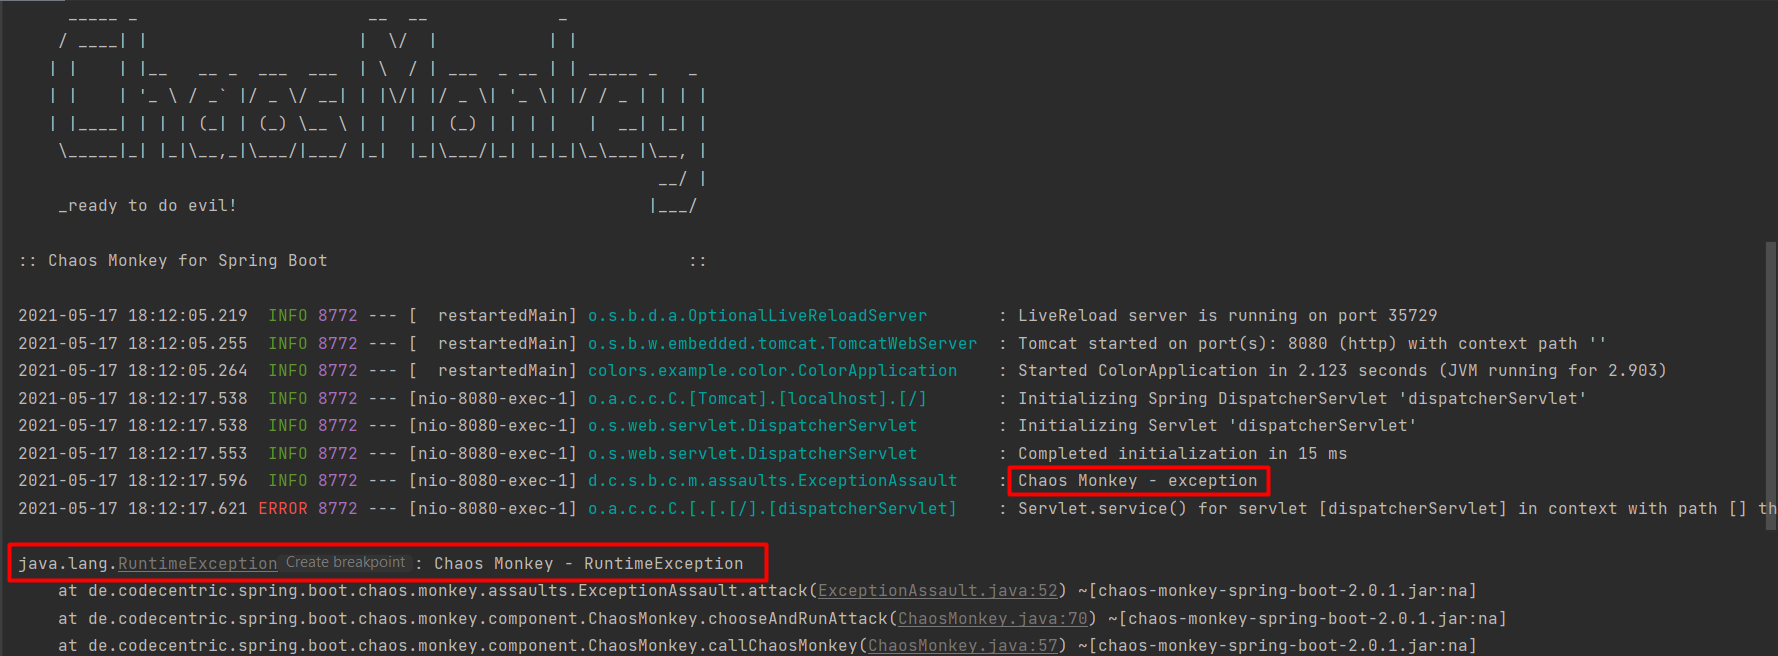 _____ _                       __  __             _
/ ____| |                     |  \/  |           | |
| |     | |__   __ _  ___  ___ | \  / | ___  _ __ | | _____ _   _
| |     | '_ \ / _` |/ _ \/ __| | |\/| |/ _ \| '_ \| |/ / _ | | | |
| |____| | | | (_| | (_) \__ \ | |  | | (_) | | | |   |  __| |_| |
\_____|_| |_|\__,_|\___/|___/ |_|  |_|\___/|_| |_|_|\_\___|\__, |
__/ |
_ready to do evil!                                         |___/
:: Chaos Monkey for Spring Boot                                    ::
2021-05-17 18:12:05.219  INFO 8772 --- [  restartedMain] o.s.b.d.a.OptionalLiveReloadServer       : LiveReload server is running on port 35729
2021-05-17 18:12:05.255  INFO 8772 --- [  restartedMain] o.s.b.w.embedded.tomcat.TomcatWebServer  : Tomcat started on port(s): 8080 (http) with context path ''
2021-05-17 18:12:05.264  INFO 8772 --- [  restartedMain] colors.example.color.ColorApplication    : Started ColorApplication in 2.123 seconds (JVM running for 2.903)
2021-05-17 18:12:17.538  INFO 8772 --- [nio-8080-exec-1] o.a.c.c.C.[Tomcat].[localhost].[/]       : Initializing Spring DispatcherServlet 'dispatcherServlet'
2021-05-17 18:12:17.538  INFO 8772 --- [nio-8080-exec-1] o.s.web.servlet.DispatcherServlet        : Initializing Servlet 'dispatcherServlet'
2021-05-17 18:12:17.553  INFO 8772 --- [nio-8080-exec-1] o.s.web.servlet.DispatcherServlet        : Completed initialization in 15 ms
2021-05-17 18:12:17.596  INFO 8772 --- [nio-8080-exec-1] d.c.s.b.c.m.assaults.ExceptionAssault    : Chaos Monkey - exception
2021-05-17 18:12:17.621 ERROR 8772 --- [nio-8080-exec-1] o.a.c.c.C.[.[.[/].[dispatcherServlet]    : Servlet.service() for servlet [dispatcherServlet] in context with path [] th
java.lang.RuntimeException Create breakpoint : Chaos Monkey - RuntimeException
at de.codecentric.spring.boot.chaos.monkey.assaults.ExceptionAssault.attack(ExceptionAssault.java:52) ~[chaos-monkey-spring-boot-2.0.1.jar:na]
at de.codecentric.spring.boot.chaos.monkey.component.ChaosMonkey.chooseAndRunAttack(ChaosMonkey.java:70) ~[chaos-monkey-spring-boot-2.0.1.jar:na]
at de.codecentric.spring.boot.chaos.monkey.component.ChaosMonkey.callChaosMonkey(ChaosMonkey.java:57) ~[chaos-monkey-spring-boot-2.0.1.jar:na]